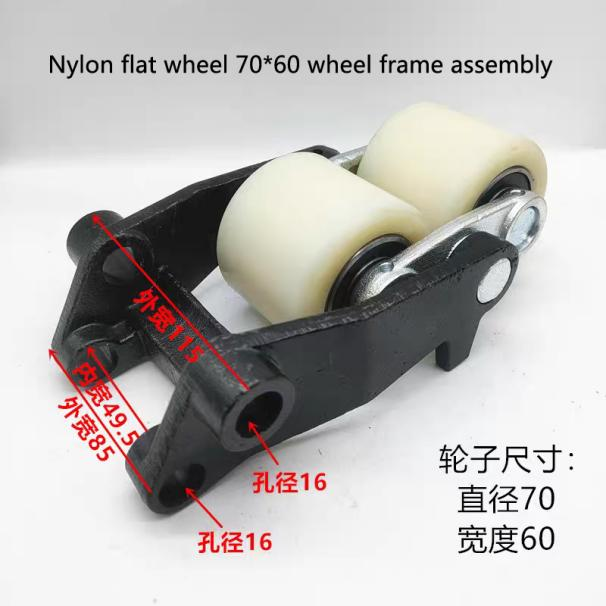 Nylon flat wheel 70*60 wheel frame assembly
外宽115
内宽49.5
外宽85
孔径16
孔径16
轮子尺寸：
直径70
宽度60